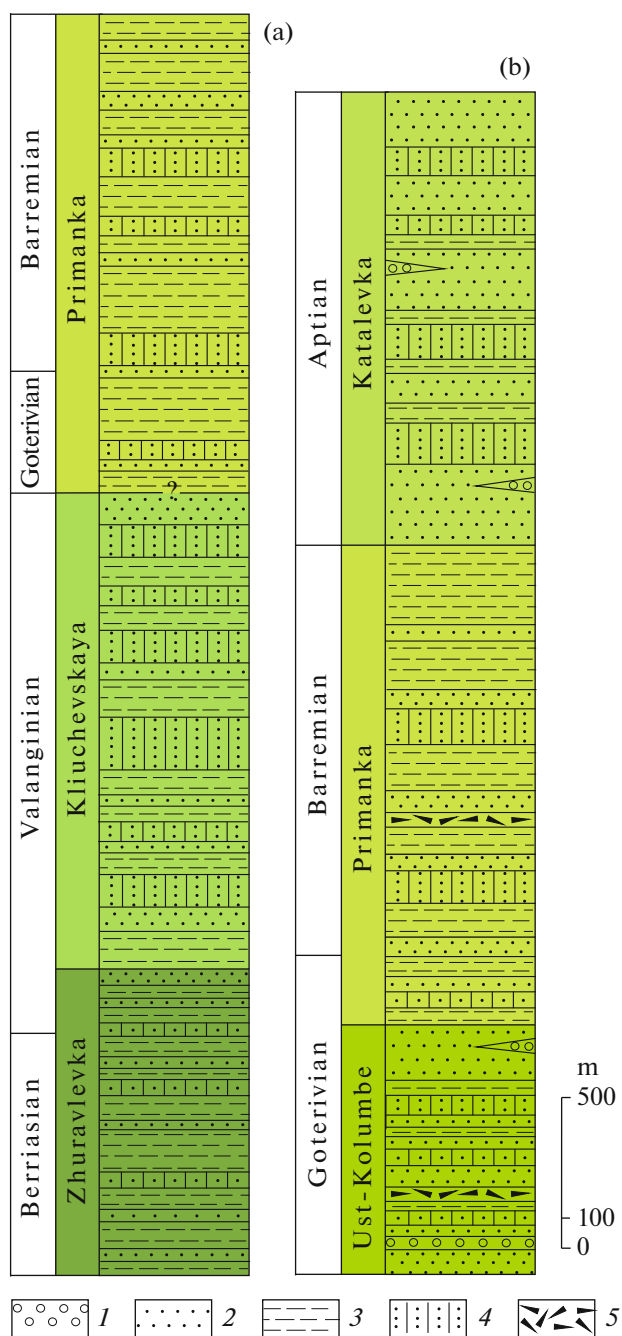 (a)
Barremian
Primanka
Goterivian
?
Valanginian
Kliuchevskaya
Berriasian
Zhuravlevka
(b)
Aptian
Katalevka
Barremian
Primanka
Goterivian
Ust-Kolumbe
m
500
100
0
1 2 3 4 5